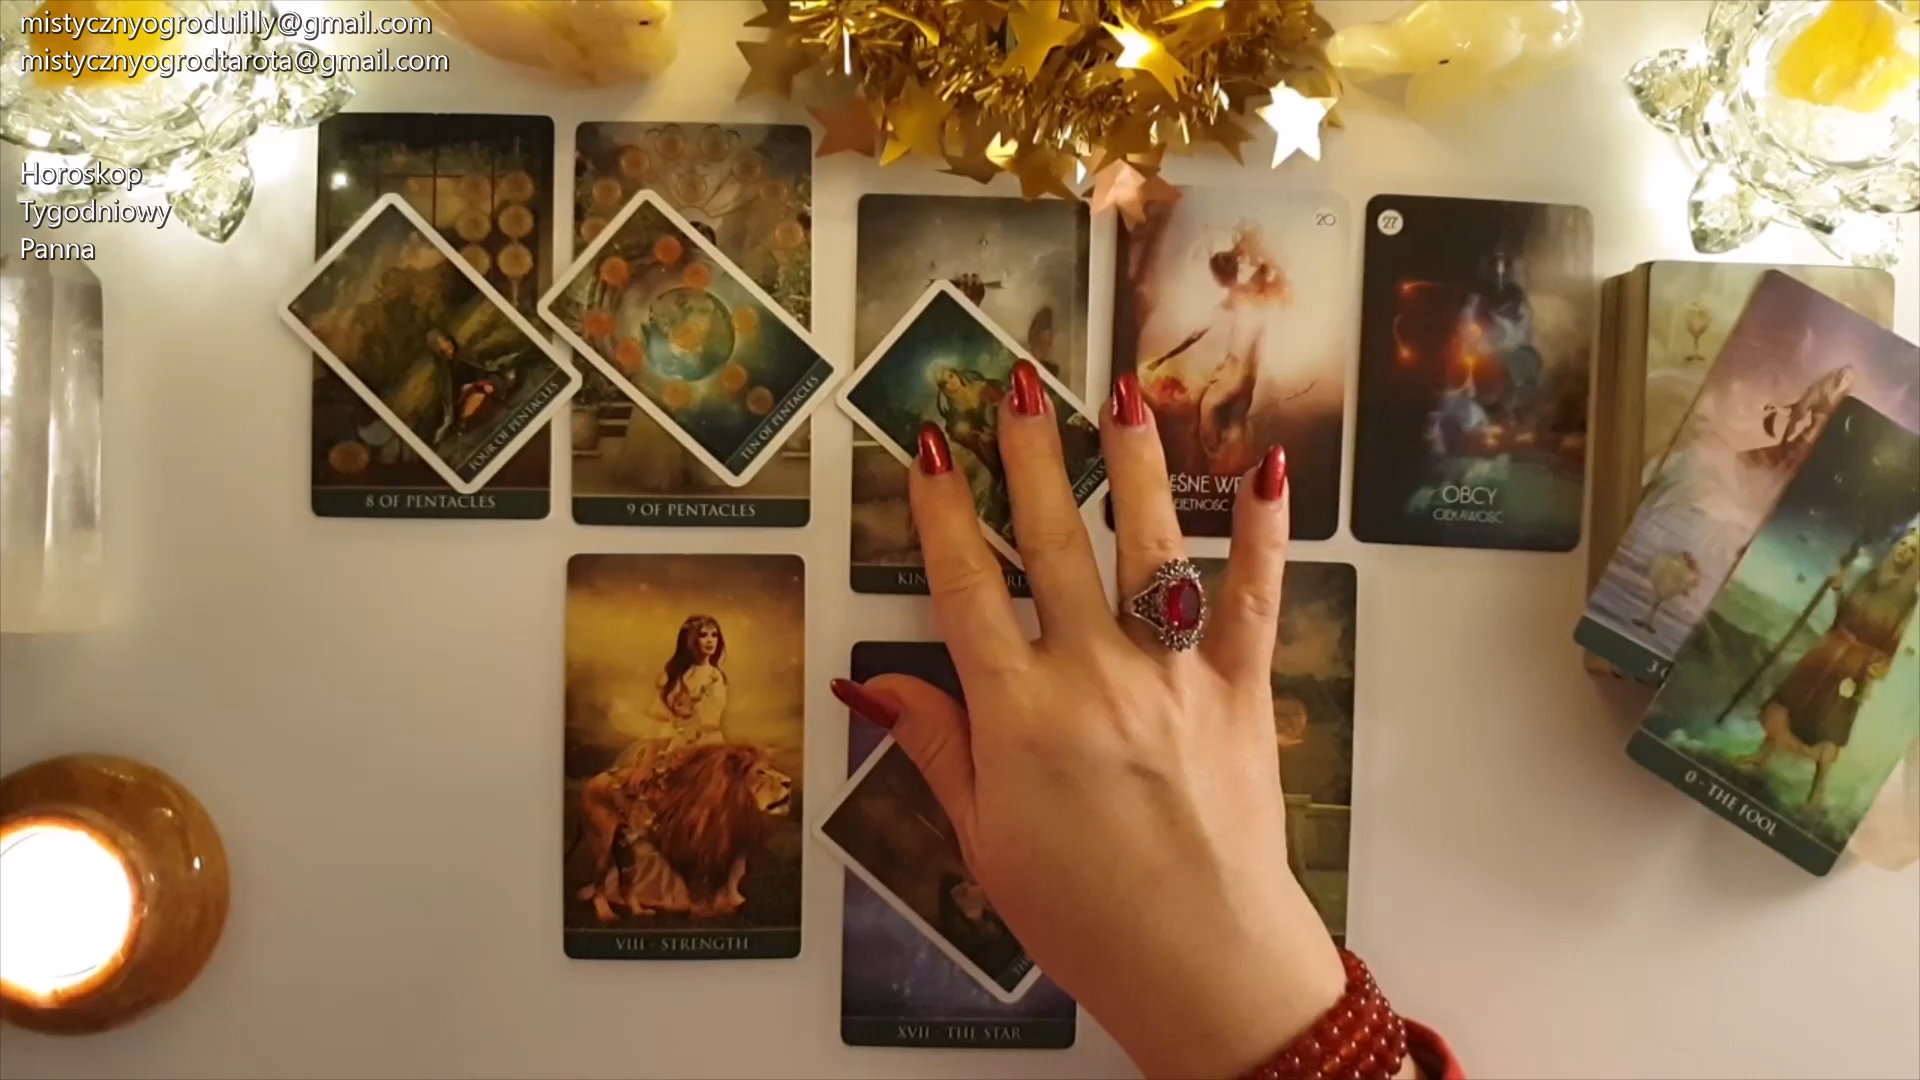 mistycznyogrodulilly@gmail.com
mistycznyogrodtarota@gmail.com
Horoskop
Tygodniowy
Panna
8 OF PENTACLES
FOUR OF PENTACLES
9 OF PENTACLES
TEN OF PENTACLES
20
27
OBCY
CIEKAWOŚĆ
VIII - STRENGTH
XVII - THE STAR
0 - THE FOOL